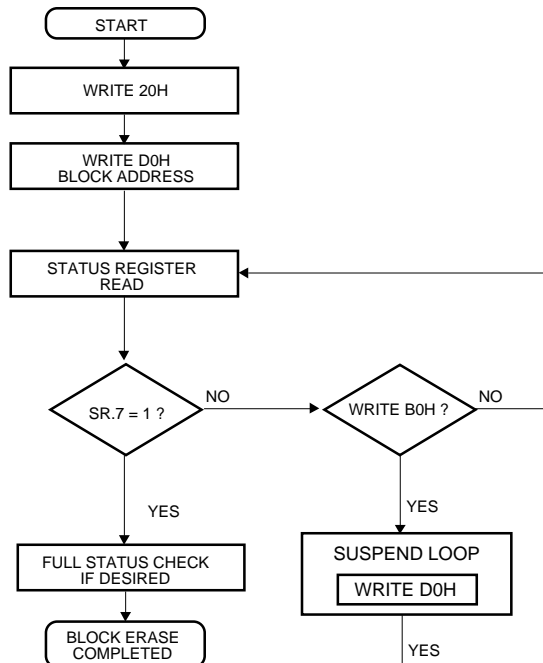 START
WRITE 20H
WRITE D0H
BLOCK ADDRESS
STATUS REGISTER
READ
SR.7 = 1 ?
NO
WRITE B0H ?
NO
YES
YES
FULL STATUS CHECK
IF DESIRED
SUSPEND LOOP
WRITE D0H
BLOCK ERASE
COMPLETED
YES